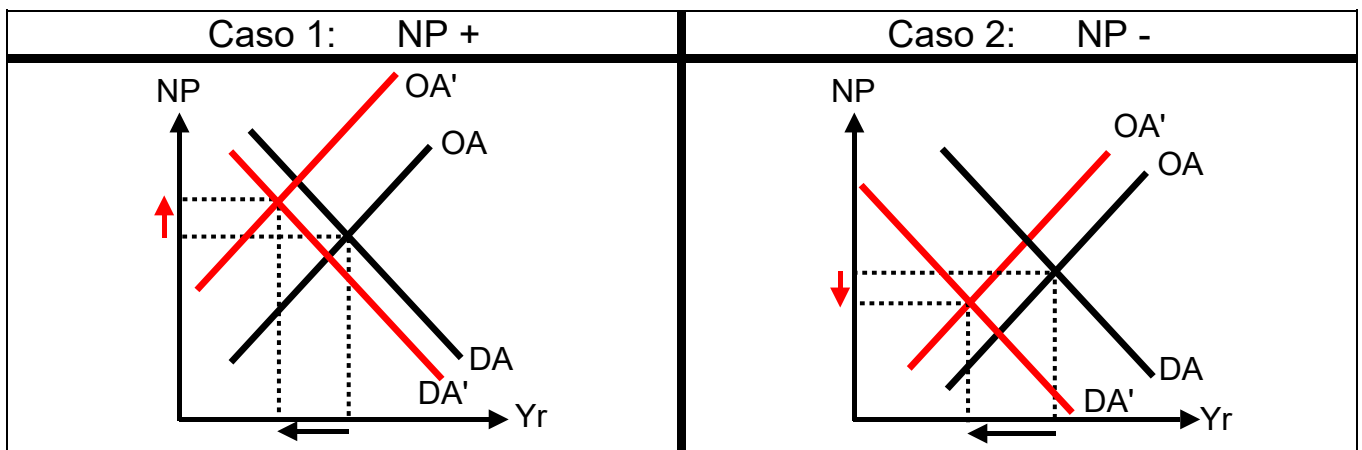 Caso 1: NP +
Caso 2: NP -
NP
OA'
OA
DA
DA'
Yr
NP
OA'
OA
DA
DA'
Yr